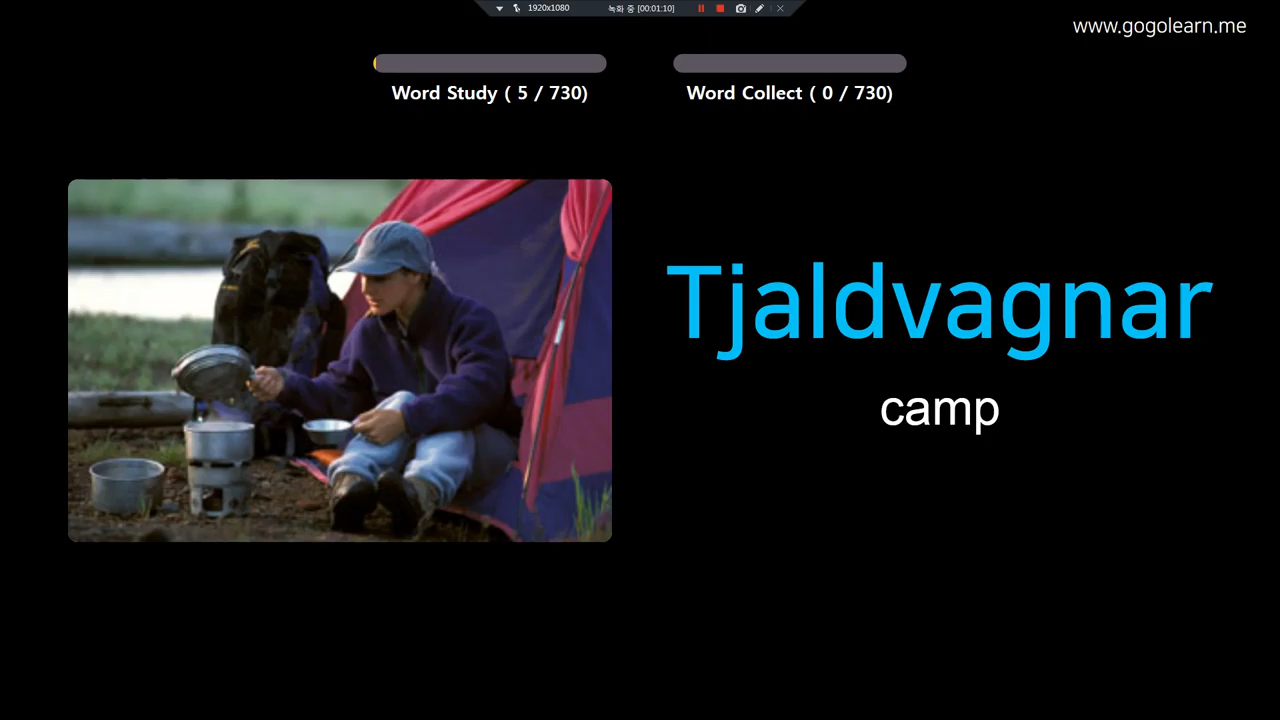 1920x1080 녹화 중 [00:01:10]
www.gogolearn.me
Word Study ( 5 / 730)
Word Collect ( 0 / 730)
Tjaldvagnar
camp